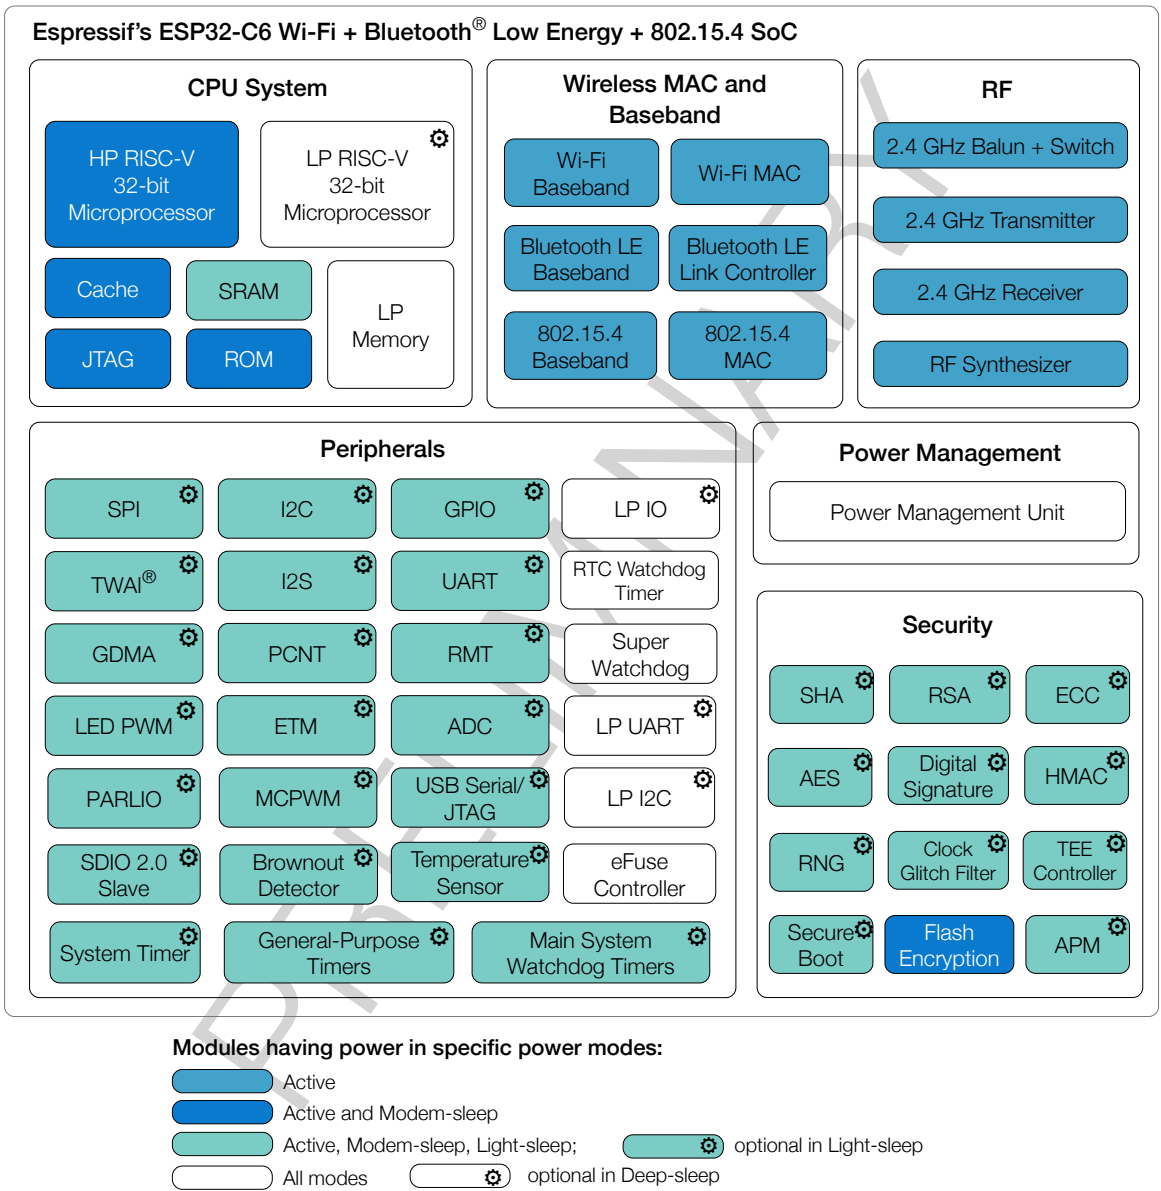 Espressif's ESP32-C6 Wi-Fi + Bluetooth® Low Energy + 802.15.4 SoC
CPU System
HP RISC-V
32-bit
Microprocessor
LP RISC-V
32-bit
Microprocessor
Cache
SRAM
LP
Memory
JTAG
ROM
Wireless MAC and
Baseband
Wi-Fi
Baseband
Wi-Fi MAC
Bluetooth LE
Baseband
Bluetooth LE
Link Controller
802.15.4
Baseband
802.15.4
MAC
RF
2.4 GHz Balun + Switch
2.4 GHz Transmitter
2.4 GHz Receiver
RF Synthesizer
Peripherals
SPI
I2C
GPIO
LP IO
TWAI®
I2S
UART
RTC Watchdog
Timer
GDMA
PCNT
RMT
Super
Watchdog
LED PWM
ETM
ADC
LP UART
PARLIO
MCPWM
USB Serial/
JTAG
LP I2C
SDIO 2.0
Slave
Brownout
Detector
Temperature
Sensor
eFuse
Controller
System Timer
General-Purpose
Timers
Main System
Watchdog Timers
Power Management
Power Management Unit
Security
SHA
RSA
ECC
AES
Digital
Signature
HMAC
RNG
Clock
Glitch Filter
TEE
Controller
Secure
Boot
Flash
Encryption
APM
PRELIMINARY
Modules having power in specific power modes:
Active
Active and Modem-sleep
Active, Modem-sleep, Light-sleep;
optional in Light-sleep
All modes
optional in Deep-sleep